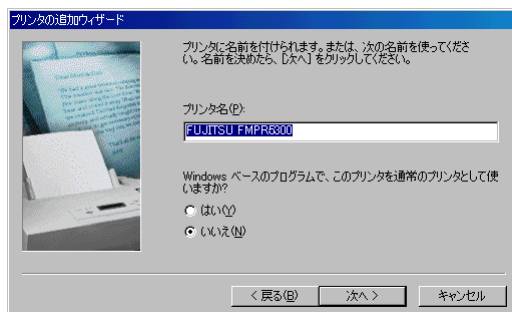 プリンタの追加ウィザード
プリンタに名前を付けられます。または、次の名前を使ってくださ
い。名前を決めたら、[次へ] をクリックしてください。
プリンタ名(P):
FUJITSU FMPR5300
Windows ベースのプログラムで、このプリンタを通常のプリンタとして使
いますか?
はい(Y)
いいえ(N)
< 戻る(B)
次へ >
キャンセル